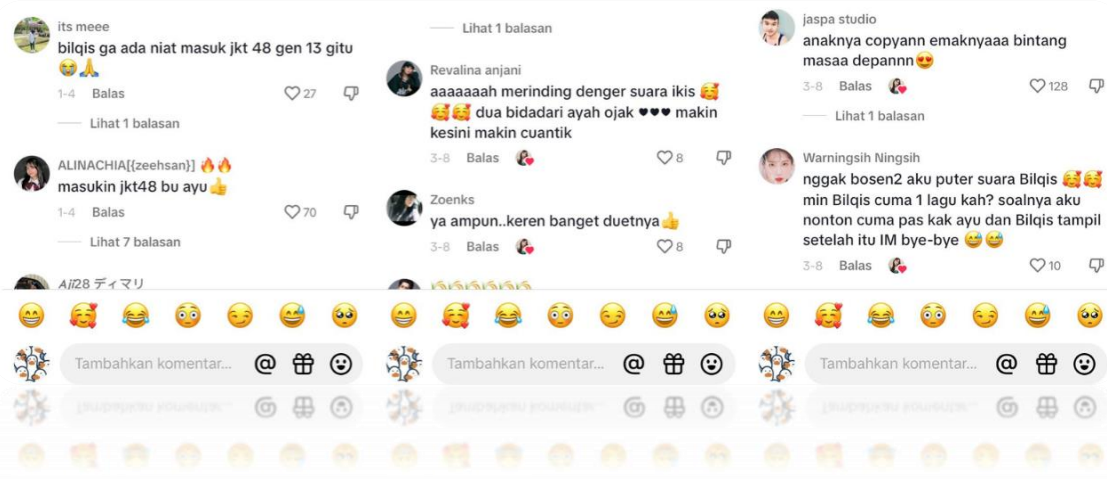 its meee
bilqis ga ada niat masuk jkt 48 gen 13 gitu
😭🙏
1-4 Balas 27
Lihat 1 balasan
ALINACHIA[{zeehsan}] 🔥🔥
masukin jkt48 bu ayu👍
1-4 Balas 70
Lihat 7 balasan
Aji28 ディマリ
Tambahkan komentar...
Lihat 1 balasan
Revalina anjani
aaaaaaah merinding denger suara ikis 🥰
🥰🥰 dua bidadari ayah ojak ♥♥♥ makin
kesini makin cuantik
3-8 Balas 8
Zoenks
ya ampun..keren banget duetnya👍
3-8 Balas 8
Tambahkan komentar...
jaspa studio
anaknya copyann emaknyaaa bintang
masaa depannn😍
3-8 Balas 128
Lihat 1 balasan
Warningsih Ningsih
nggak bosen2 aku puter suara Bilqis 🥰🥰
min Bilqis cuma 1 lagu kah? soalnya aku
nonton cuma pas kak ayu dan Bilqis tampil
setelah itu IM bye-bye 😅😅
3-8 Balas 10
Tambahkan komentar...